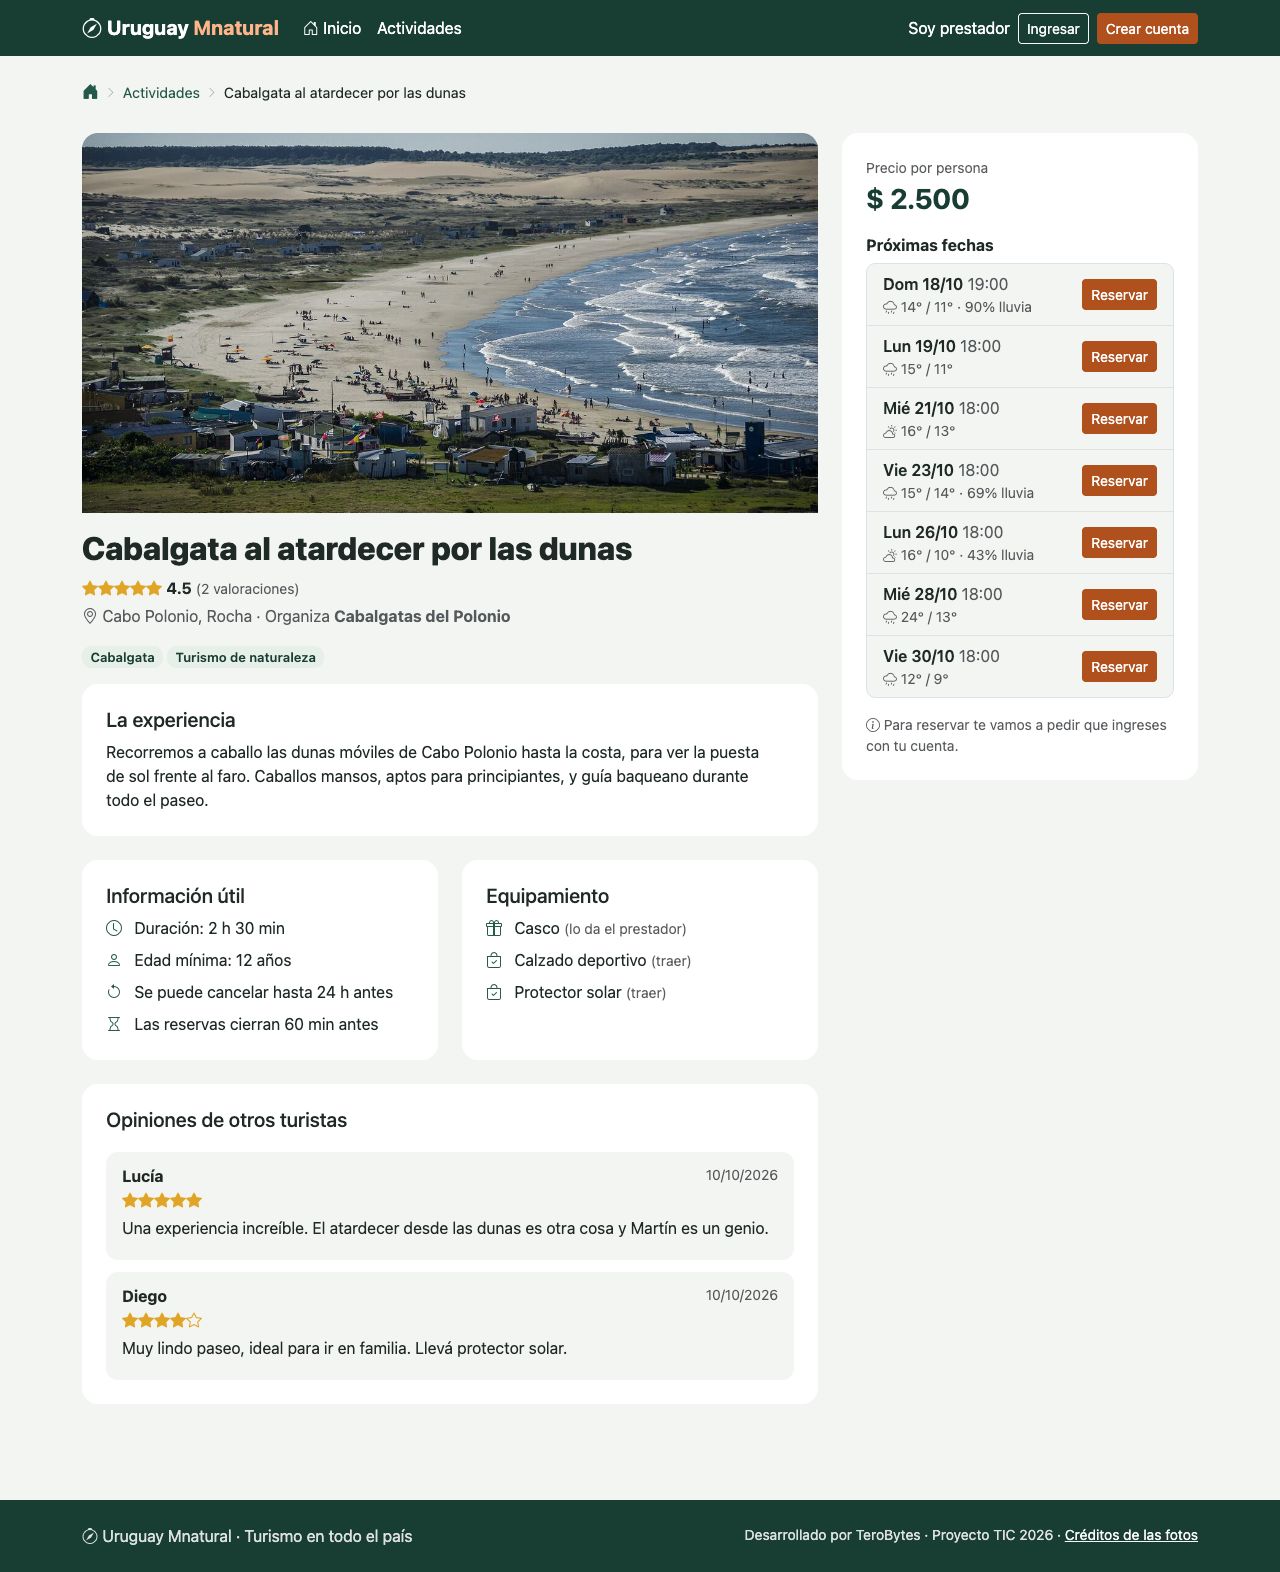 Uruguay Mnatural
Inicio
Actividades
Soy prestador
Ingresar
Crear cuenta
Actividades
Cabalgata al atardecer por las dunas
Cabalgata al atardecer por las dunas
4.5 (2 valoraciones)
Cabo Polonio, Rocha · Organiza Cabalgatas del Polonio
Cabalgata
Turismo de naturaleza
La experiencia
Recorremos a caballo las dunas móviles de Cabo Polonio hasta la costa, para ver la puesta
de sol frente al faro. Caballos mansos, aptos para principiantes, y guía baqueano durante
todo el paseo.
Información útil
Duración: 2 h 30 min
Edad mínima: 12 años
Se puede cancelar hasta 24 h antes
Las reservas cierran 60 min antes
Equipamiento
Casco (lo da el prestador)
Calzado deportivo (traer)
Protector solar (traer)
Opiniones de otros turistas
Lucía
10/10/2026
Una experiencia increíble. El atardecer desde las dunas es otra cosa y Martín es un genio.
Diego
10/10/2026
Muy lindo paseo, ideal para ir en familia. Llevá protector solar.
Precio por persona
$ 2.500
Próximas fechas
Dom 18/10 19:00
14° / 11° · 90% lluvia
Reservar
Lun 19/10 18:00
15° / 11°
Reservar
Mié 21/10 18:00
16° / 13°
Reservar
Vie 23/10 18:00
15° / 14° · 69% lluvia
Reservar
Lun 26/10 18:00
16° / 10° · 43% lluvia
Reservar
Mié 28/10 18:00
24° / 13°
Reservar
Vie 30/10 18:00
12° / 9°
Reservar
Para reservar te vamos a pedir que ingreses
con tu cuenta.
Uruguay Mnatural · Turismo en todo el país
Desarrollado por TeroBytes · Proyecto TIC 2026 · Créditos de las fotos